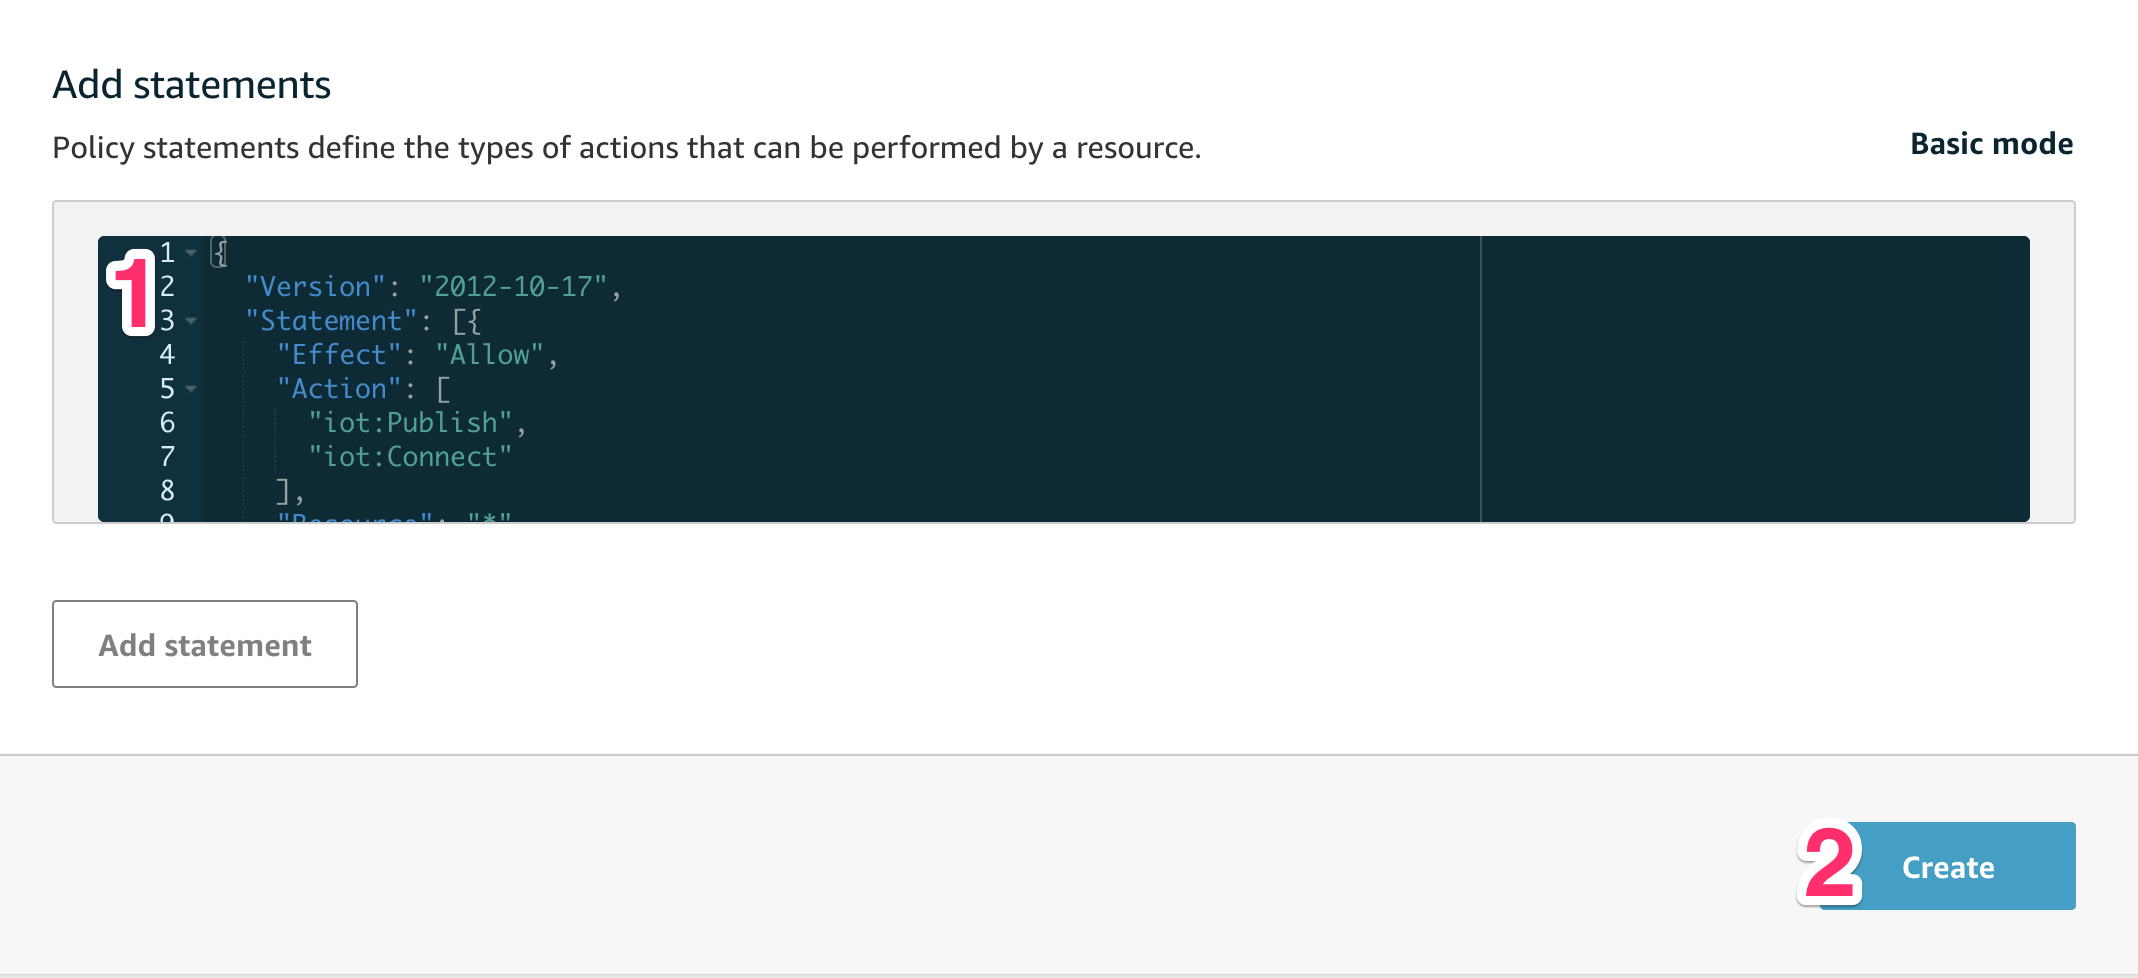 Add statements
Policy statements define the types of actions that can be performed by a resource.
Basic mode
1
1 {
2 "Version": "2012-10-17",
3 "Statement": [{
4 "Effect": "Allow",
5 "Action": [
6 "iot:Publish",
7 "iot:Connect"
8 ],
9 "Resource": "*"
Add statement
2
Create